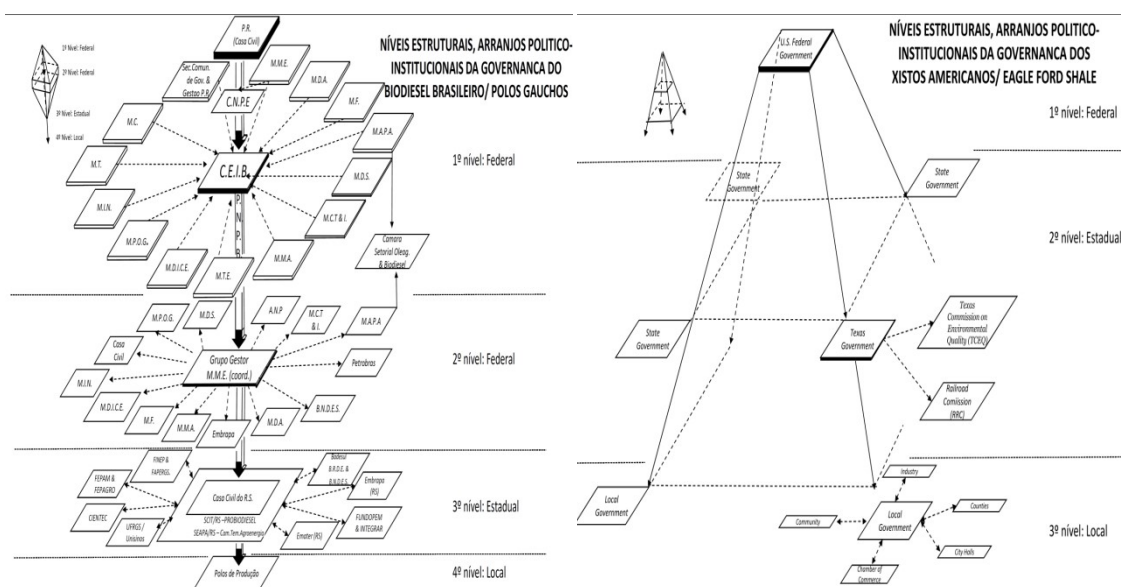 P.R.
(Casa Civil)
NÍVEIS ESTRUTURAIS, ARRANJOS POLITICO-
INSTITUCIONAIS DA GOVERNANCA DO
BIODIESEL BRASILEIRO/ POLOS GAUCHOS
1º Nível: Federal
2º Nível: Federal
3º Nível: Estadual
4º Nível: Local
Sec.Comun.
de Gov. &
Gestao P.R.
M.M.E.
M.D.A.
C.N.P.E
M.F.
M.C.
M.A.P.A.
M.T.
C.E.I.B.
1º nível: Federal
M.D.S.
M.I.N.
P.
N.
P.
B.
M.C.T & I.
M.P.O.G.
M.D.I.C.E.
M.T.E.
M.M.A.
Camara
Setorial Oleag.
& Biodiesel
M.P.O.G.
M.D.S.
A.N.P
M.C.T
& I.
M.A.P.A
Casa
Civil
Grupo Gestor
M.M.E. (coord.)
2º nível: Federal
Petrobras
M.I.N.
M.D.I.C.E.
M.F.
M.M.A.
Embrapa
M.D.A.
B.N.D.E.S.
FINEP &
FAPERGS.
Badesul
B.R.D.E. &
B.N.D.E.S.
FEPAM &
FEPAGRO
Casa Civil do R.S.
Embrapa
(RS)
3º nível: Estadual
CIENTEC
SCIT/RS –PROBIODIESEL
SEAPA/RS – Cam.Tem.Agroenergia
FUNDOPEM
& INTEGRAR
UFRGS /
Unisinos
Emater (RS)
Polos de Produção
4º nível: Local
NÍVEIS ESTRUTURAIS, ARRANJOS POLITICO-
INSTITUCIONAIS DA GOVERNANCA DOS
XISTOS AMERICANOS/ EAGLE FORD SHALE
U.S. Federal
Government
1º nível: Federal
State
Government
State
Government
2º nível: Estadual
State
Government
Texas
Government
Texas
Commission on
Environmental
Quality (TCEQ)
Railroad
Comission
(RRC)
Local
Government
Industry
Community
Local
Government
Counties
3º nível: Local
City Halls
Chamber of
Commerce